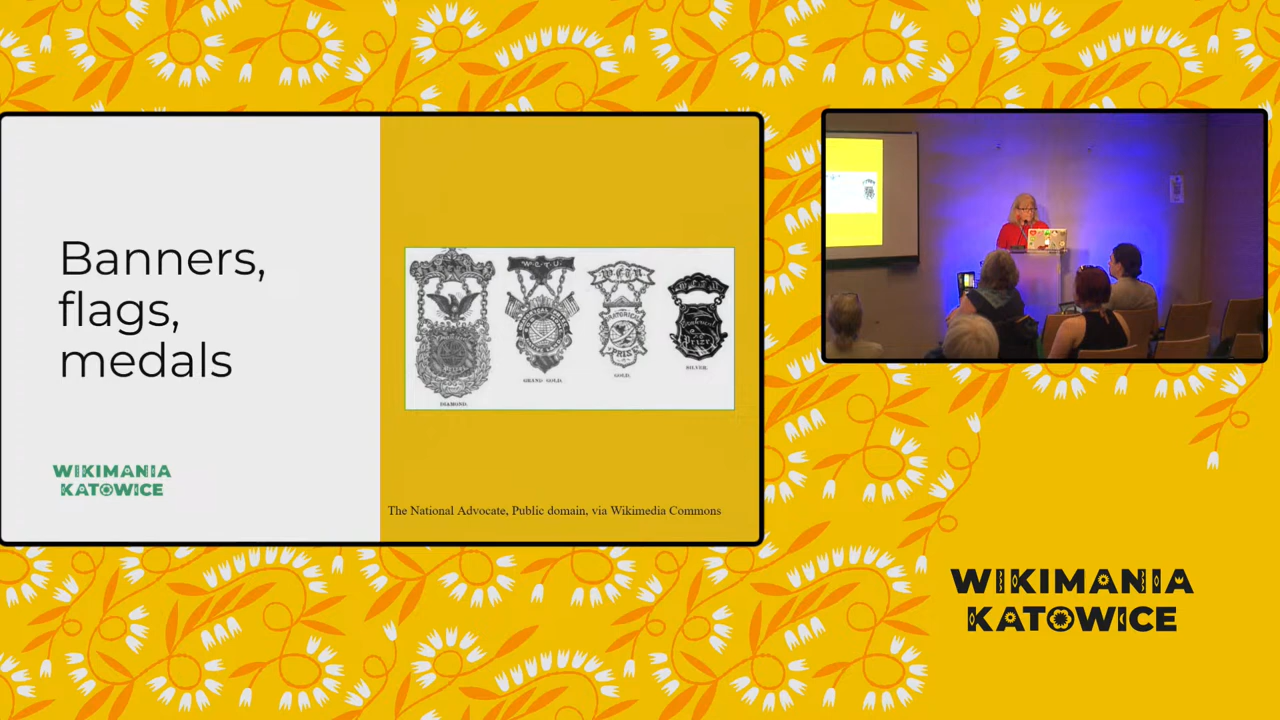 Banners,
flags,
medals
WIKIMANIA
KATOWICE
W.C.T.U.
PRIZE
Prize
DIAMOND.
GRAND GOLD.
GOLD.
SILVER.
The National Advocate, Public domain, via Wikimedia Commons
WIKIMANIA
KATOWICE